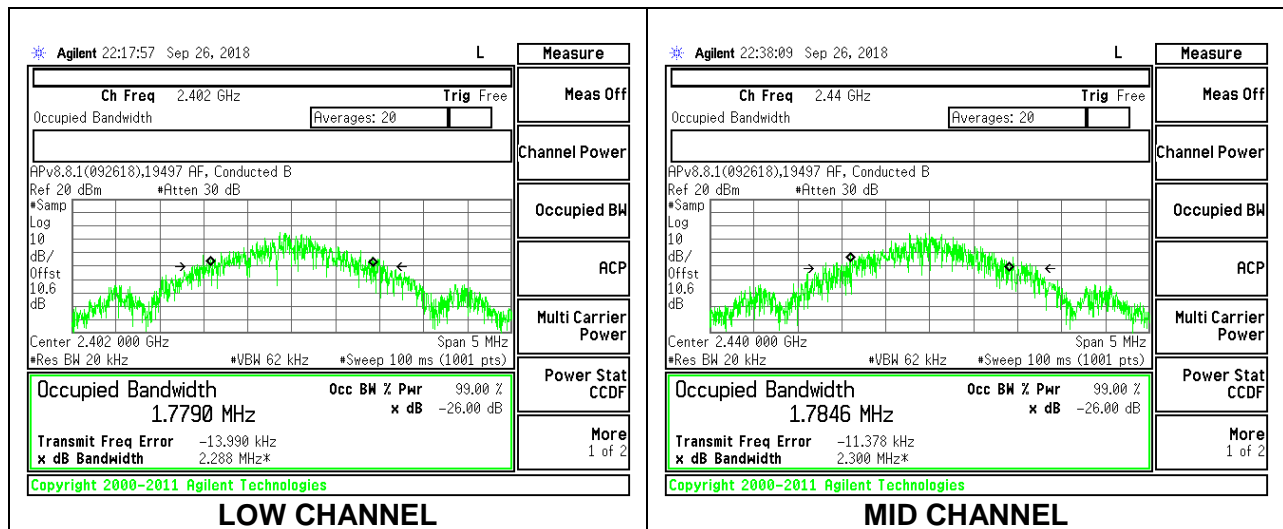 Agilent 22:17:57 Sep 26, 2018 L Measure
Ch Freq 2.402 GHz Trig Free
Meas Off
Occupied Bandwidth Averages: 20
Channel Power
APv8.8.1(092618),19497 AF, Conducted B
Ref 20 dBm #Atten 30 dB
#Samp
Log
10
dB/
Offst
10.6
dB
Occupied BW
ACP
Multi Carrier
Power
Center 2.402 000 GHz Span 5 MHz
#Res BW 20 kHz #VBW 62 kHz #Sweep 100 ms (1001 pts)
Power Stat
CCDF
Occupied Bandwidth Occ BW % Pwr 99.00 %
1.7790 MHz x dB -26.00 dB
Transmit Freq Error -13.990 kHz
x dB Bandwidth 2.288 MHz*
More
1 of 2
Copyright 2000-2011 Agilent Technologies
LOW CHANNEL
Agilent 22:38:09 Sep 26, 2018 L Measure
Ch Freq 2.44 GHz Trig Free
Meas Off
Occupied Bandwidth Averages: 20
Channel Power
APv8.8.1(092618),19497 AF, Conducted B
Ref 20 dBm #Atten 30 dB
#Samp
Log
10
dB/
Offst
10.6
dB
Occupied BW
ACP
Multi Carrier
Power
Center 2.440 000 GHz Span 5 MHz
#Res BW 20 kHz #VBW 62 kHz #Sweep 100 ms (1001 pts)
Power Stat
CCDF
Occupied Bandwidth Occ BW % Pwr 99.00 %
1.7846 MHz x dB -26.00 dB
Transmit Freq Error -11.378 kHz
x dB Bandwidth 2.300 MHz*
More
1 of 2
Copyright 2000-2011 Agilent Technologies
MID CHANNEL